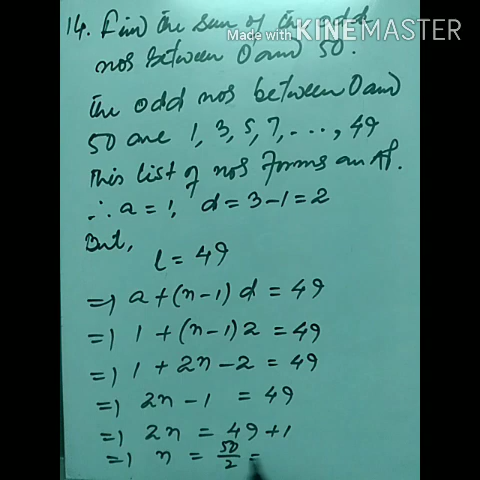 14. Find the sum of the odd
Made with KINEMASTER
nos between 0 and 50.
The odd nos between 0 and
50 are 1, 3, 5, 7, ..., 49
This list of nos forms an AP.
∴ a = 1, d = 3-1 = 2
But,
l = 49
=) a + (n-1) d = 49
=) 1 + (n-1) 2 = 49
=) 1 + 2n - 2 = 49
=) 2n - 1 = 49
=) 2n = 49 + 1
=) n = 50/2 =